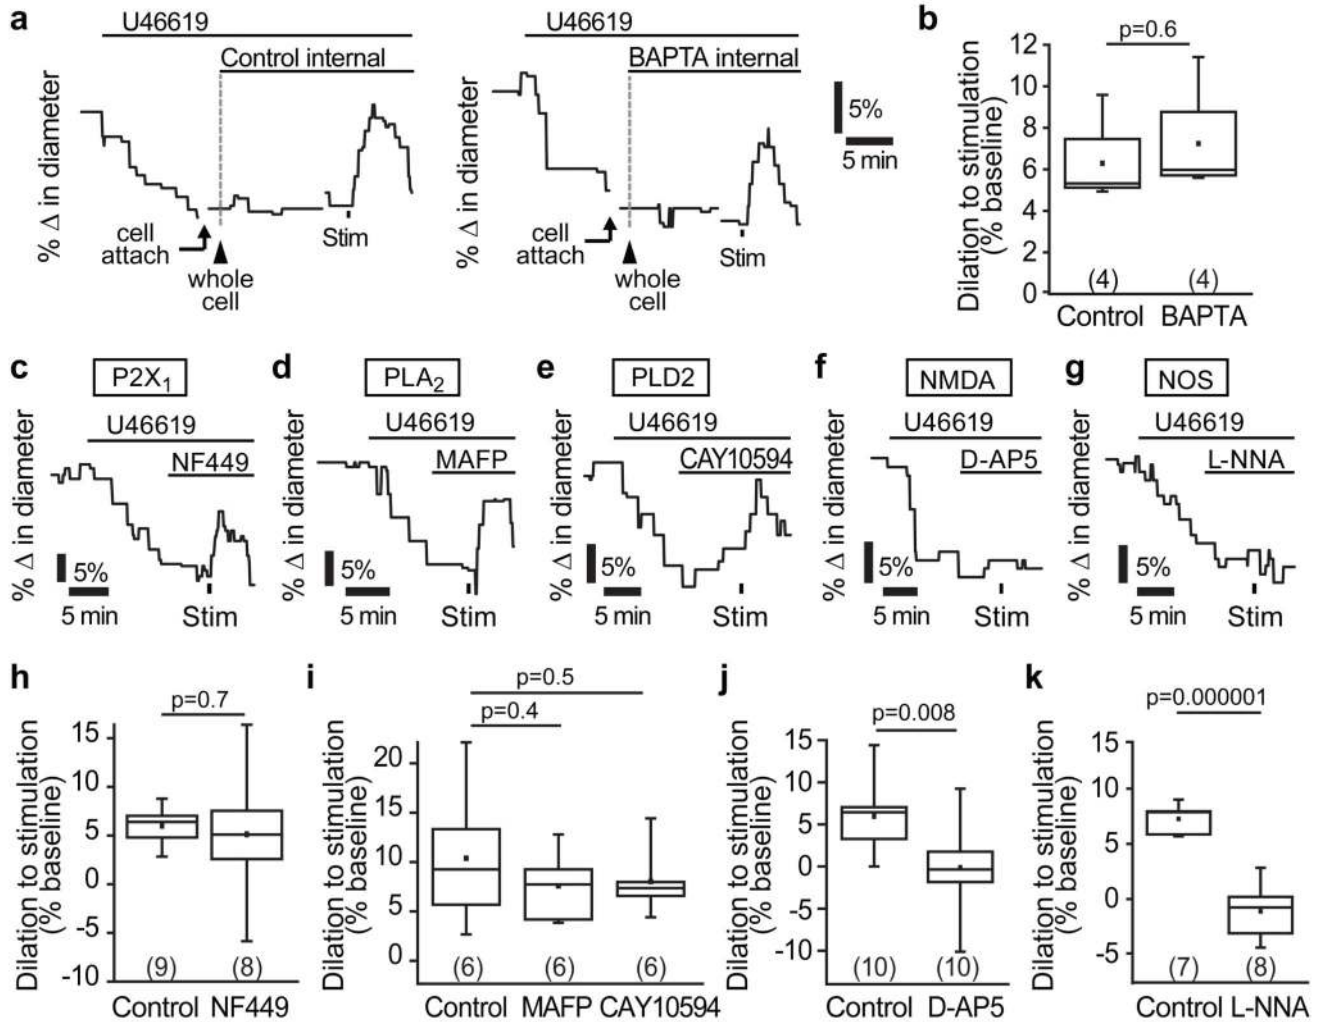 a
U46619
Control internal
% Δ in diameter
cell
attach
whole
cell
Stim
U46619
BAPTA internal
% Δ in diameter
cell
attach
whole
cell
Stim
5%
5 min
b
p=0.6
Dilation to stimulation
(% baseline)
12
10
8
6
4
2
0
(4)
(4)
Control
BAPTA
c
P2X₁
U46619
NF449
% Δ in diameter
5%
5 min
Stim
d
PLA₂
U46619
MAFP
% Δ in diameter
5%
5 min
Stim
e
PLD2
U46619
CAY10594
% Δ in diameter
5%
5 min
Stim
f
NMDA
U46619
D-AP5
% Δ in diameter
5%
5 min
Stim
g
NOS
U46619
L-NNA
% Δ in diameter
5%
5 min
Stim
h
p=0.7
Dilation to stimulation
(% baseline)
15
10
5
0
-5
-10
(9)
(8)
Control
NF449
i
p=0.5
p=0.4
Dilation to stimulation
(% baseline)
20
15
10
5
0
(6)
(6)
(6)
Control
MAFP
CAY10594
j
p=0.008
Dilation to stimulation
(% baseline)
15
10
5
0
-5
-10
(10)
(10)
Control
D-AP5
k
p=0.000001
Dilation to stimulation
(% baseline)
15
10
5
0
-5
(7)
(8)
Control
L-NNA